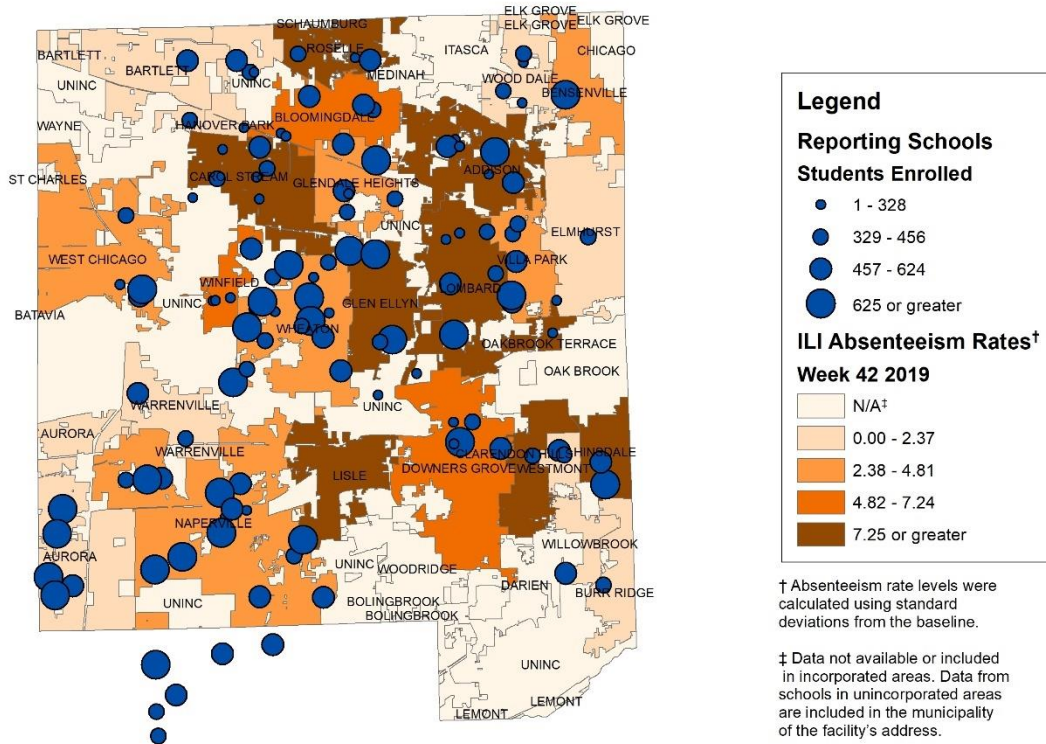 ELK GROVE
SCHAUMBURG
ELK GROVE
ELK GROVE
BARTLETT
ROSELLE
ITASCA
CHICAGO
BARTLETT
MEDINAH
UNINC
UNINC
WOOD DALE
BENSENVILLE
WAYNE
HANOVER PARK
BLOOMINGDALE
ST CHARLES
CAROL STREAM
GLENDALE HEIGHTS
ADDISON
UNINC
ELMHURST
WEST CHICAGO
VILLA PARK
WINFIELD
LOMBARD
UNINC
GLEN ELLYN
BATAVIA
WHEATON
OAKBROOK TERRACE
OAK BROOK
WARRENVILLE
UNINC
AURORA
WARRENVILLE
CLARENDON HILLS
HINSDALE
DOWNERS GROVE
WESTMONT
LISLE
NAPERVILLE
WILLOWBROOK
AURORA
UNINC
WOODRIDGE
DARIEN
BURR RIDGE
UNINC
BOLINGBROOK
BOLINGBROOK
UNINC
LEMONT
LEMONT
Legend
Reporting Schools
Students Enrolled
1 - 328
329 - 456
457 - 624
625 or greater
ILI Absenteeism Rates†
Week 42 2019
N/A‡
0.00 - 2.37
2.38 - 4.81
4.82 - 7.24
7.25 or greater
† Absenteeism rate levels were
calculated using standard
deviations from the baseline.
‡ Data not available or included
in incorporated areas. Data from
schools in unincorporated areas
are included in the municipality
of the facility's address.